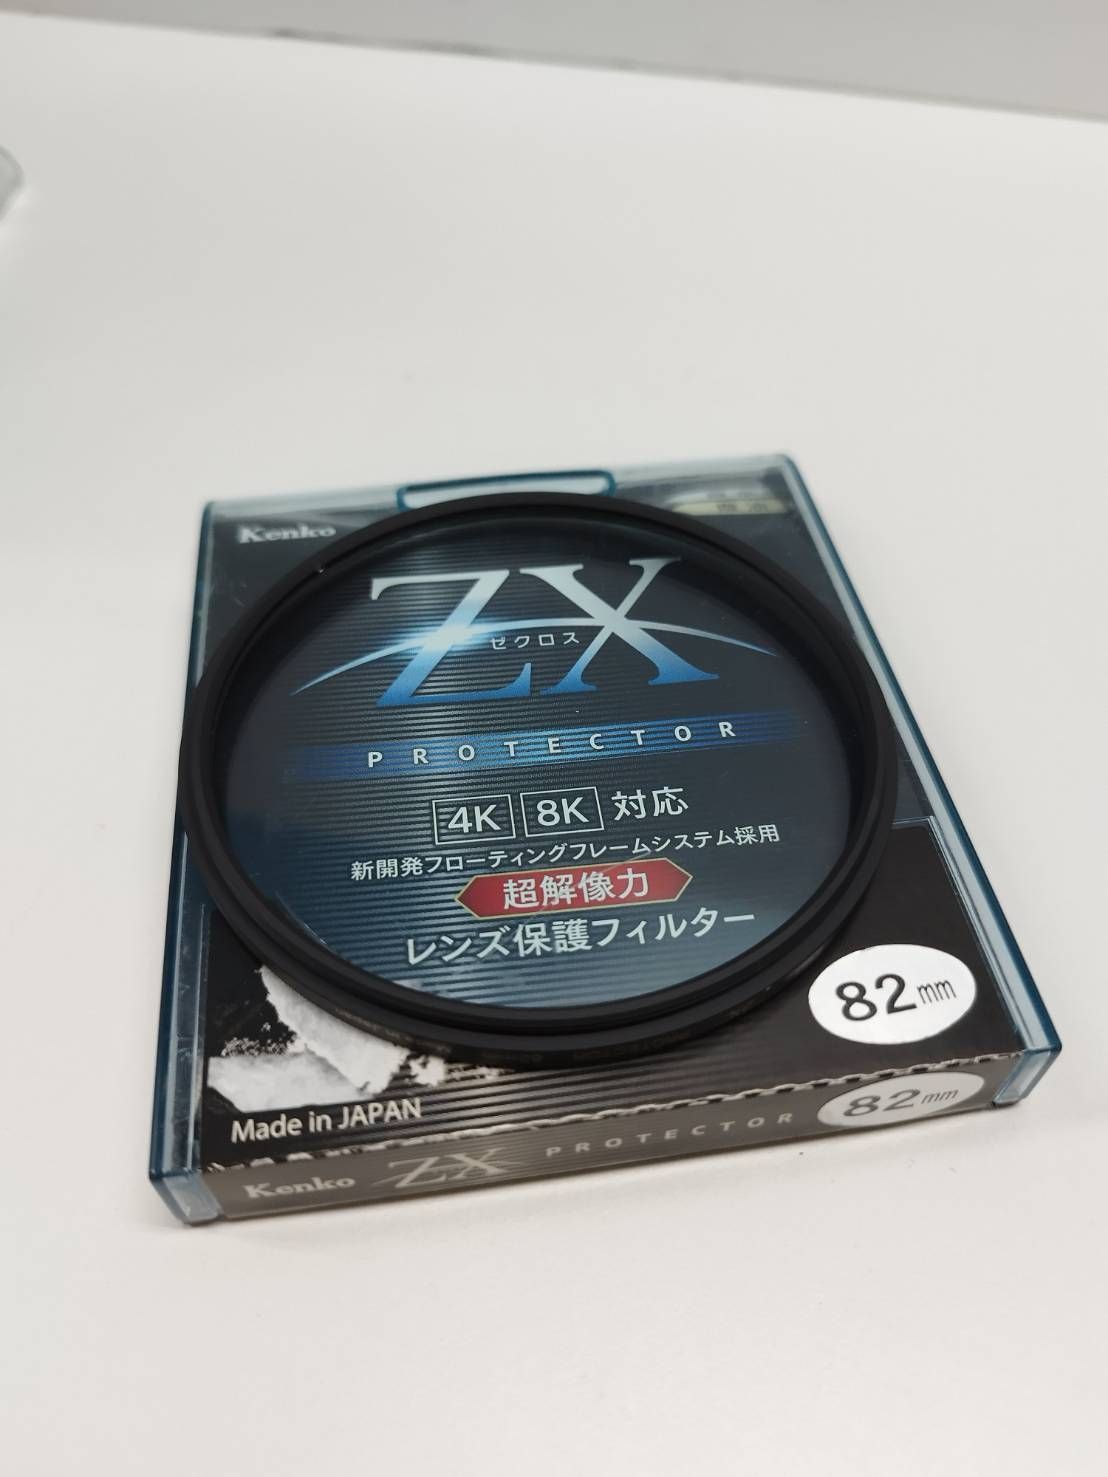 Kenko
ZX
ゼクロス
PROTECTOR
4K 8K 対応
新開発フローティングフレームシステム採用
超解像力
レンズ保護フィルター
82mm
Made in JAPAN
Kenko ZX PROTECTOR 82mm